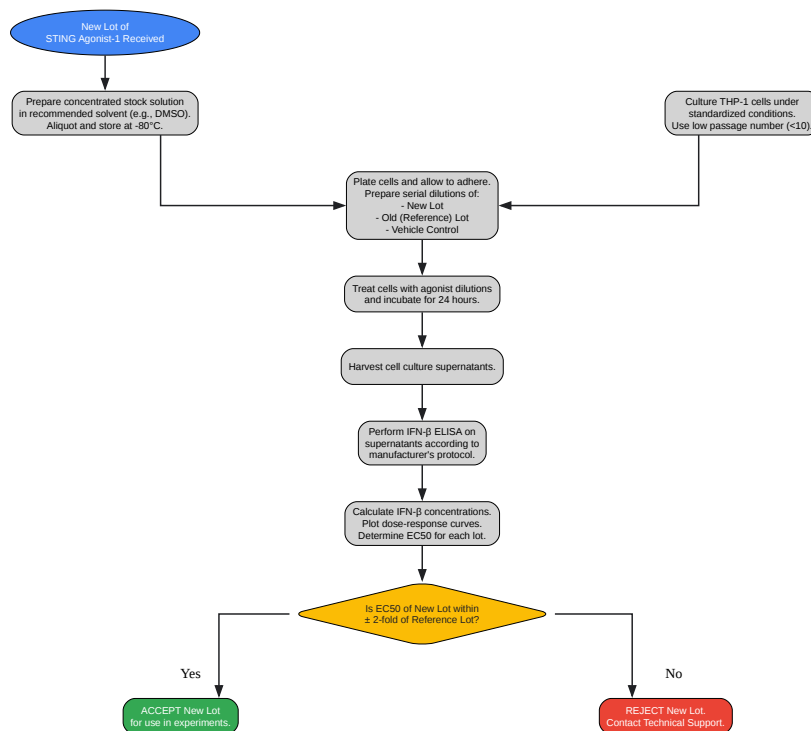 New Lot of
STING Agonist-1 Received
Prepare concentrated stock solution
in recommended solvent (e.g., DMSO).
Aliquot and store at -80°C.
Culture THP-1 cells under
standardized conditions.
Use low passage number (<10).
Plate cells and allow to adhere.
Prepare serial dilutions of:
- New Lot
- Old (Reference) Lot
- Vehicle Control
Treat cells with agonist dilutions
and incubate for 24 hours.
Harvest cell culture supernatants.
Perform IFN-β ELISA on
supernatants according to
manufacturer's protocol.
Calculate IFN-β concentrations.
Plot dose-response curves.
Determine EC50 for each lot.
Is EC50 of New Lot within
± 2-fold of Reference Lot?
Yes
No
ACCEPT New Lot
for use in experiments.
REJECT New Lot.
Contact Technical Support.